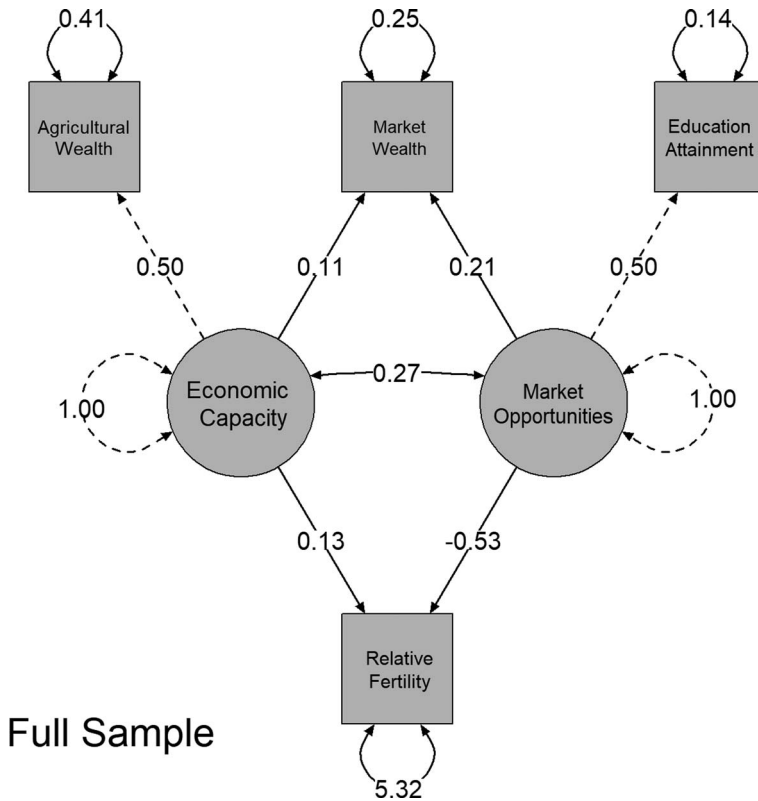 0.41
0.25
0.14
Agricultural
Wealth
Market
Wealth
Education
Attainment
0.50
0.11
0.21
0.50
1.00
Economic
Capacity
0.27
Market
Opportunities
1.00
0.13
-0.53
Relative
Fertility
Full Sample
5.32